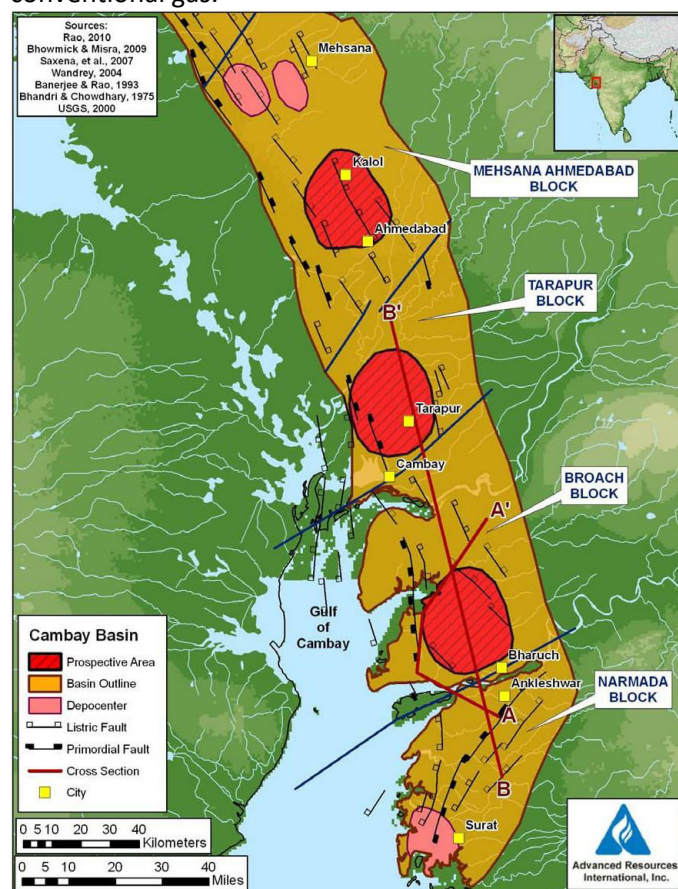 conventional gas.
Sources:
Rao, 2010
Bhowmick & Misra, 2009
Saxena, et al., 2007
Wandrey, 2004
Banerjee & Rao, 1993
Bhandri & Chowdhary, 1975
USGS, 2000
Mehsana
Kalol
MEHSANA AHMEDABAD
BLOCK
Ahmedabad
TARAPUR
BLOCK
B'
Tarapur
Cambay
BROACH
BLOCK
A'
Gulf
of
Cambay
Bharuch
Ankleshwar
NARMADA
BLOCK
A
B
Surat
Cambay Basin
Prospective Area
Basin Outline
Depocenter
Listric Fault
Primordial Fault
Cross Section
City
0 5 10 20 30 40
Kilometers
0 5 10 20 30 40
Miles
Advanced Resources
International, Inc.